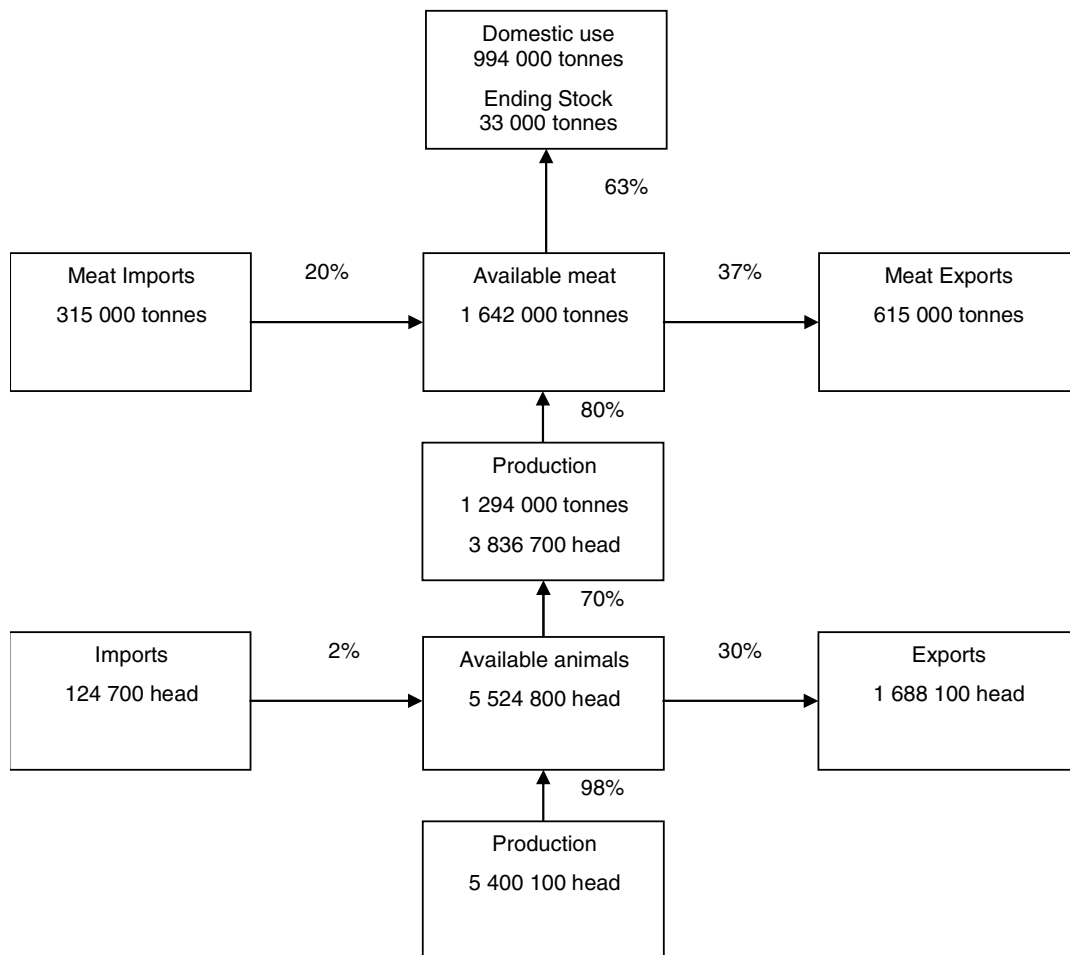 Domestic use
994 000 tonnes
Ending Stock
33 000 tonnes
63%
Meat Imports
315 000 tonnes
20%
Available meat
1 642 000 tonnes
37%
Meat Exports
615 000 tonnes
80%
Production
1 294 000 tonnes
3 836 700 head
70%
Imports
124 700 head
2%
Available animals
5 524 800 head
30%
Exports
1 688 100 head
98%
Production
5 400 100 head